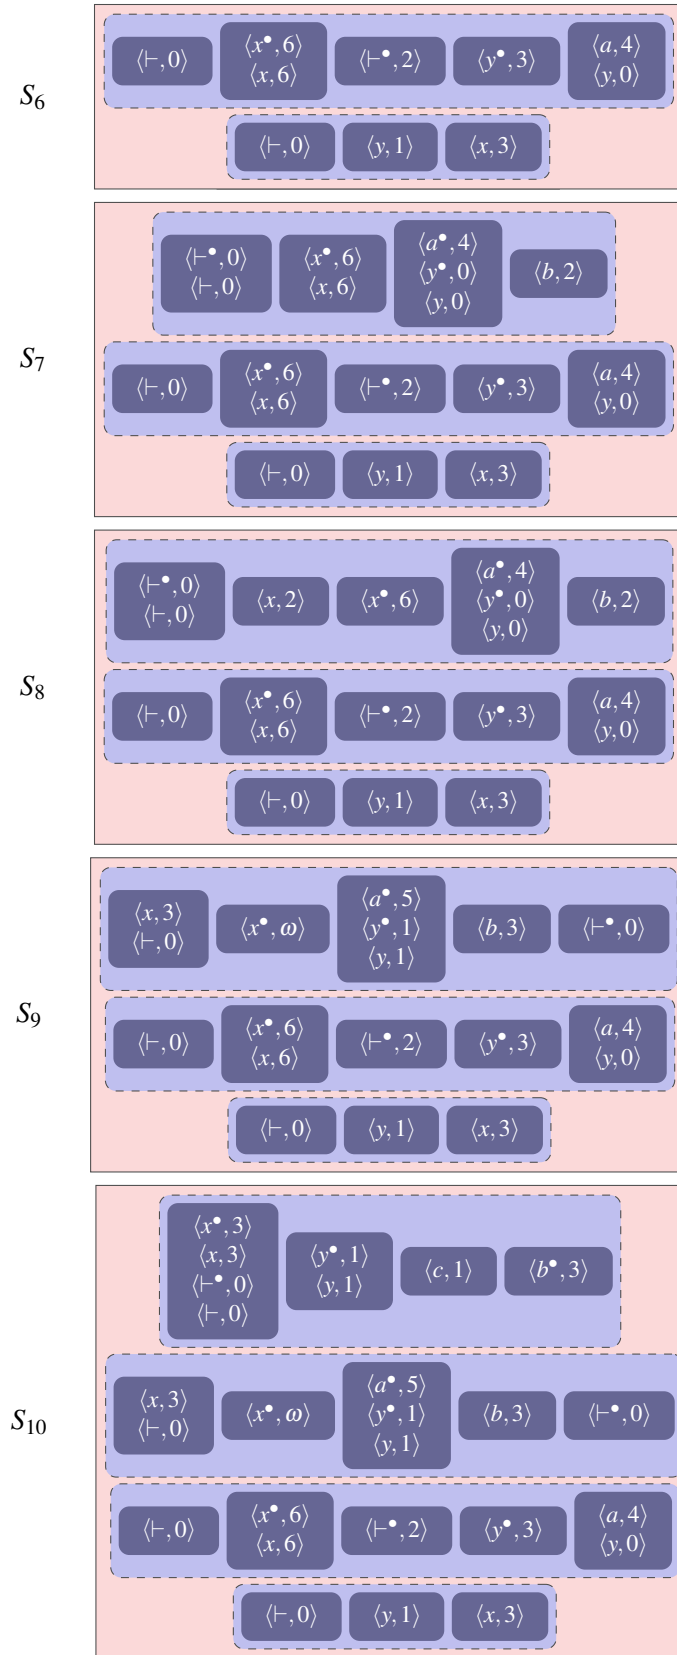 S₆
⟨⊢, 0⟩ ⟨x•, 6⟩ ⟨x, 6⟩ ⟨⊢•, 2⟩ ⟨y•, 3⟩ ⟨a, 4⟩ ⟨y, 0⟩
⟨⊢, 0⟩ ⟨y, 1⟩ ⟨x, 3⟩
S₇
⟨⊢•, 0⟩ ⟨⊢, 0⟩ ⟨x•, 6⟩ ⟨x, 6⟩ ⟨a•, 4⟩ ⟨y•, 0⟩ ⟨y, 0⟩ ⟨b, 2⟩
⟨⊢, 0⟩ ⟨x•, 6⟩ ⟨x, 6⟩ ⟨⊢•, 2⟩ ⟨y•, 3⟩ ⟨a, 4⟩ ⟨y, 0⟩
⟨⊢, 0⟩ ⟨y, 1⟩ ⟨x, 3⟩
S₈
⟨⊢•, 0⟩ ⟨⊢, 0⟩ ⟨x, 2⟩ ⟨x•, 6⟩ ⟨a•, 4⟩ ⟨y•, 0⟩ ⟨y, 0⟩ ⟨b, 2⟩
⟨⊢, 0⟩ ⟨x•, 6⟩ ⟨x, 6⟩ ⟨⊢•, 2⟩ ⟨y•, 3⟩ ⟨a, 4⟩ ⟨y, 0⟩
⟨⊢, 0⟩ ⟨y, 1⟩ ⟨x, 3⟩
S₉
⟨x, 3⟩ ⟨⊢, 0⟩ ⟨x•, ω⟩ ⟨a•, 5⟩ ⟨y•, 1⟩ ⟨y, 1⟩ ⟨b, 3⟩ ⟨⊢•, 0⟩
⟨⊢, 0⟩ ⟨x•, 6⟩ ⟨x, 6⟩ ⟨⊢•, 2⟩ ⟨y•, 3⟩ ⟨a, 4⟩ ⟨y, 0⟩
⟨⊢, 0⟩ ⟨y, 1⟩ ⟨x, 3⟩
S₁₀
⟨x•, 3⟩ ⟨x, 3⟩ ⟨⊢•, 0⟩ ⟨⊢, 0⟩ ⟨y•, 1⟩ ⟨y, 1⟩ ⟨c, 1⟩ ⟨b•, 3⟩
⟨x, 3⟩ ⟨⊢, 0⟩ ⟨x•, ω⟩ ⟨a•, 5⟩ ⟨y•, 1⟩ ⟨y, 1⟩ ⟨b, 3⟩ ⟨⊢•, 0⟩
⟨⊢, 0⟩ ⟨x•, 6⟩ ⟨x, 6⟩ ⟨⊢•, 2⟩ ⟨y•, 3⟩ ⟨a, 4⟩ ⟨y, 0⟩
⟨⊢, 0⟩ ⟨y, 1⟩ ⟨x, 3⟩